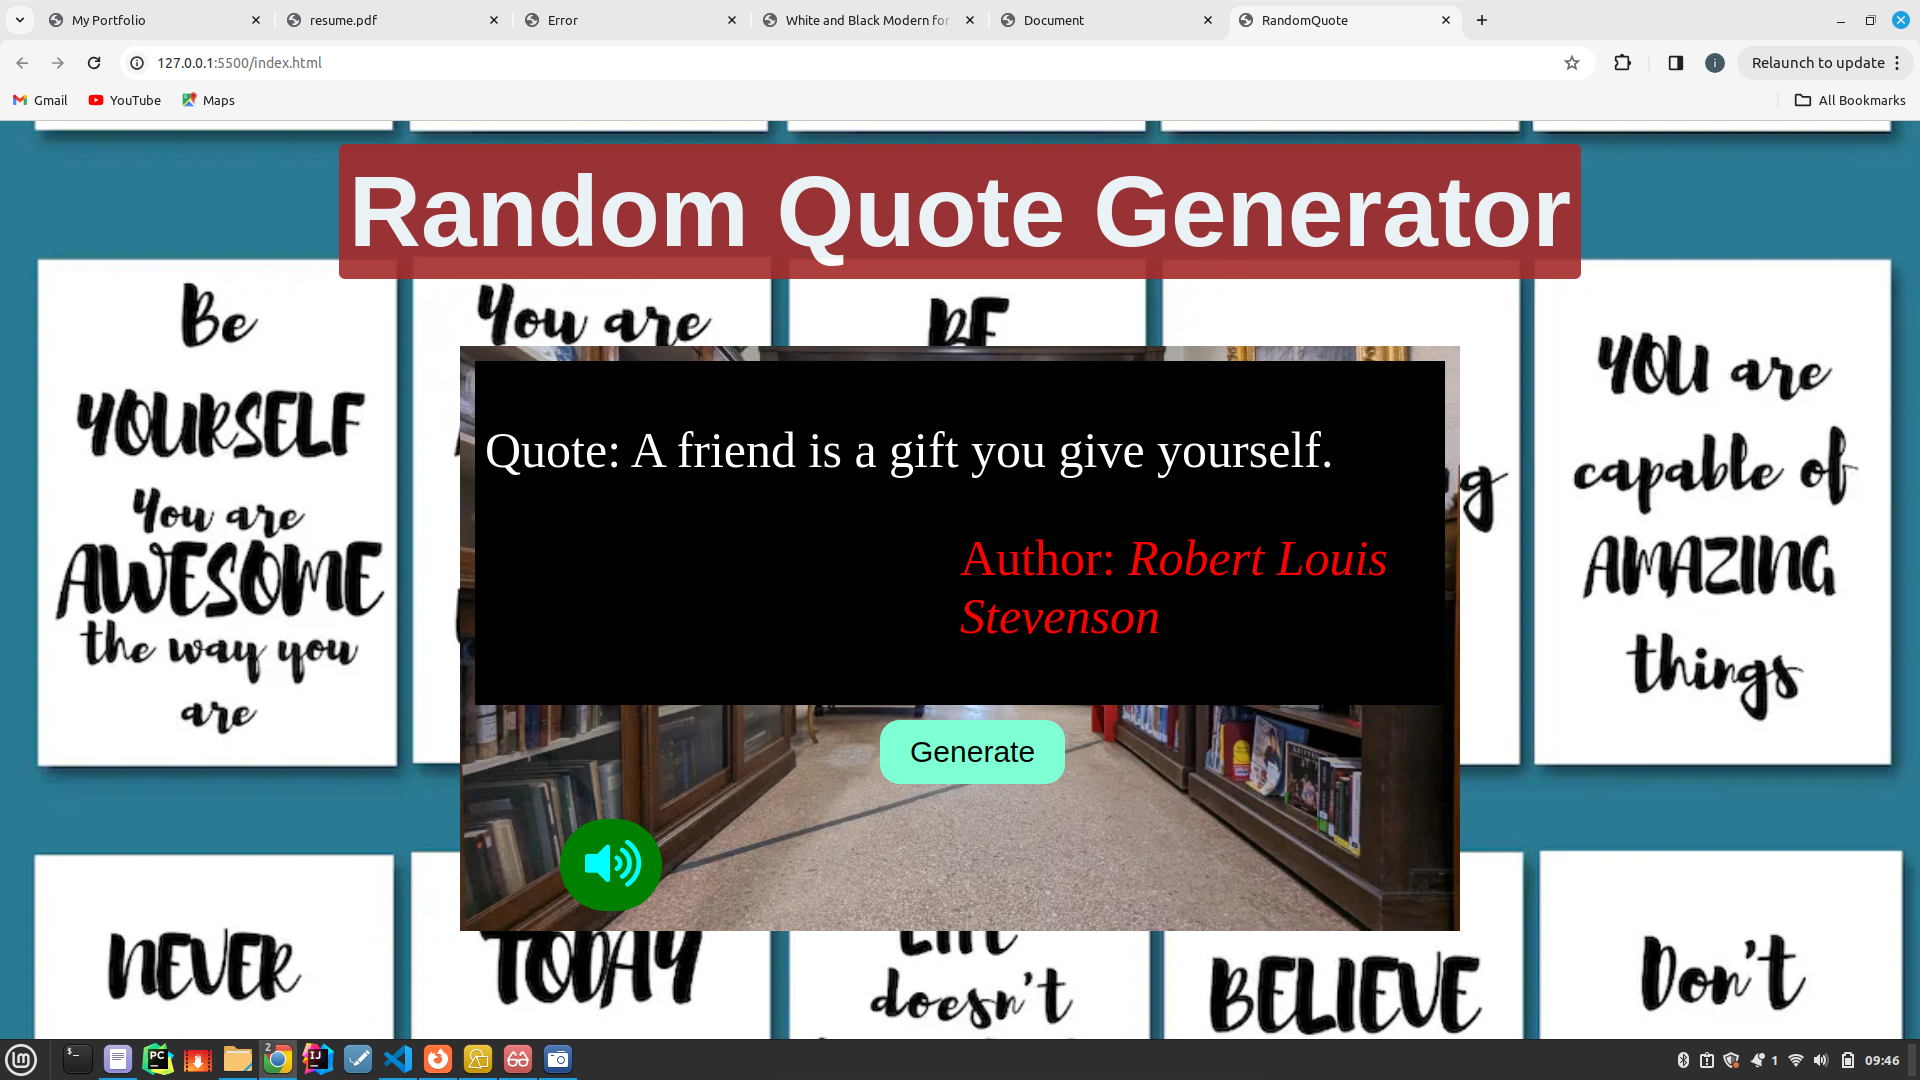 My Portfolio
resume.pdf
Error
White and Black Modern for
Document
RandomQuote
127.0.0.1:5500/index.html
Relaunch to update
Gmail
YouTube
Maps
All Bookmarks
Random Quote Generator
Be
YOURSELF
You are
AWESOME
the way you
are
You are
BE
g
YOU are
capable of
AMAZING
things
Quote: A friend is a gift you give yourself.
Author: Robert Louis
Stevenson
Generate
NEVER
TODAY
LIFE
doesn't
BELIEVE
Don't
2
1
09:46